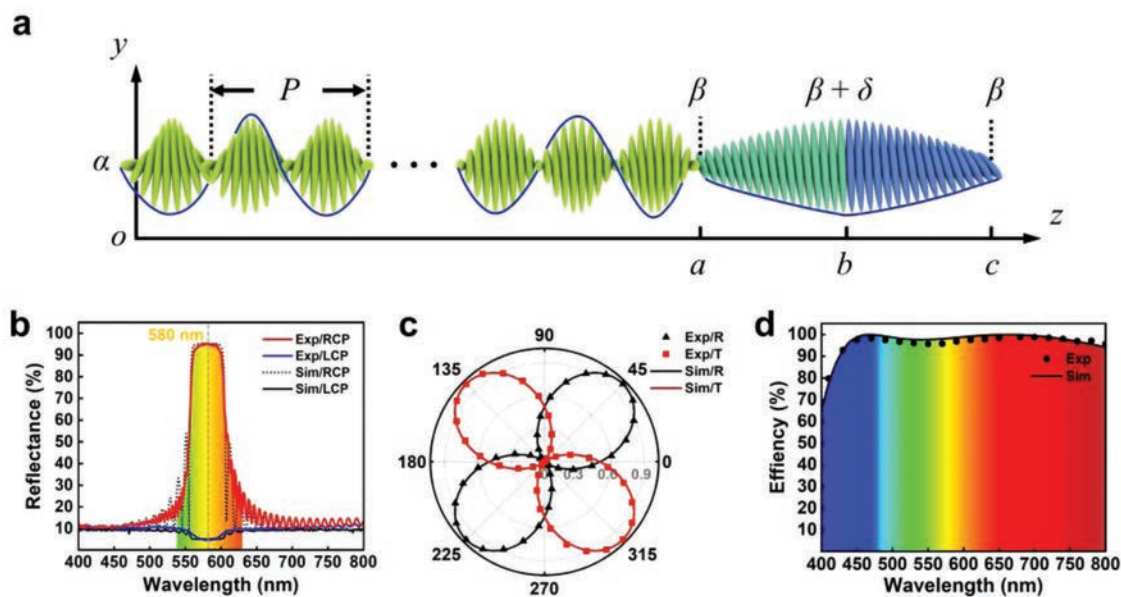 a
y
P
β
β + δ
β
α
• • •
o
z
a
b
c
b
580 nm
Exp/RCP
Exp/LCP
Sim/RCP
Sim/LCP
Reflectance (%)
100
90
80
70
60
50
40
30
20
10
400 450 500 550 600 650 700 750 800
Wavelength (nm)
c
90
135
45
180
0
0.3 0.6 0.9
225
315
270
Exp/R
Exp/T
Sim/R
Sim/T
d
Effiency (%)
100
90
80
70
60
50
40
30
20
10
Exp
Sim
400 450 500 550 600 650 700 750 800
Wavelength (nm)